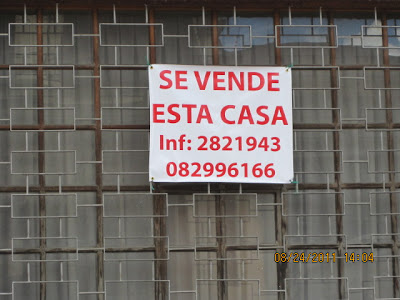 SE VENDE
ESTA CASA
Inf: 2821943
082996166
08/24/2011 14:04